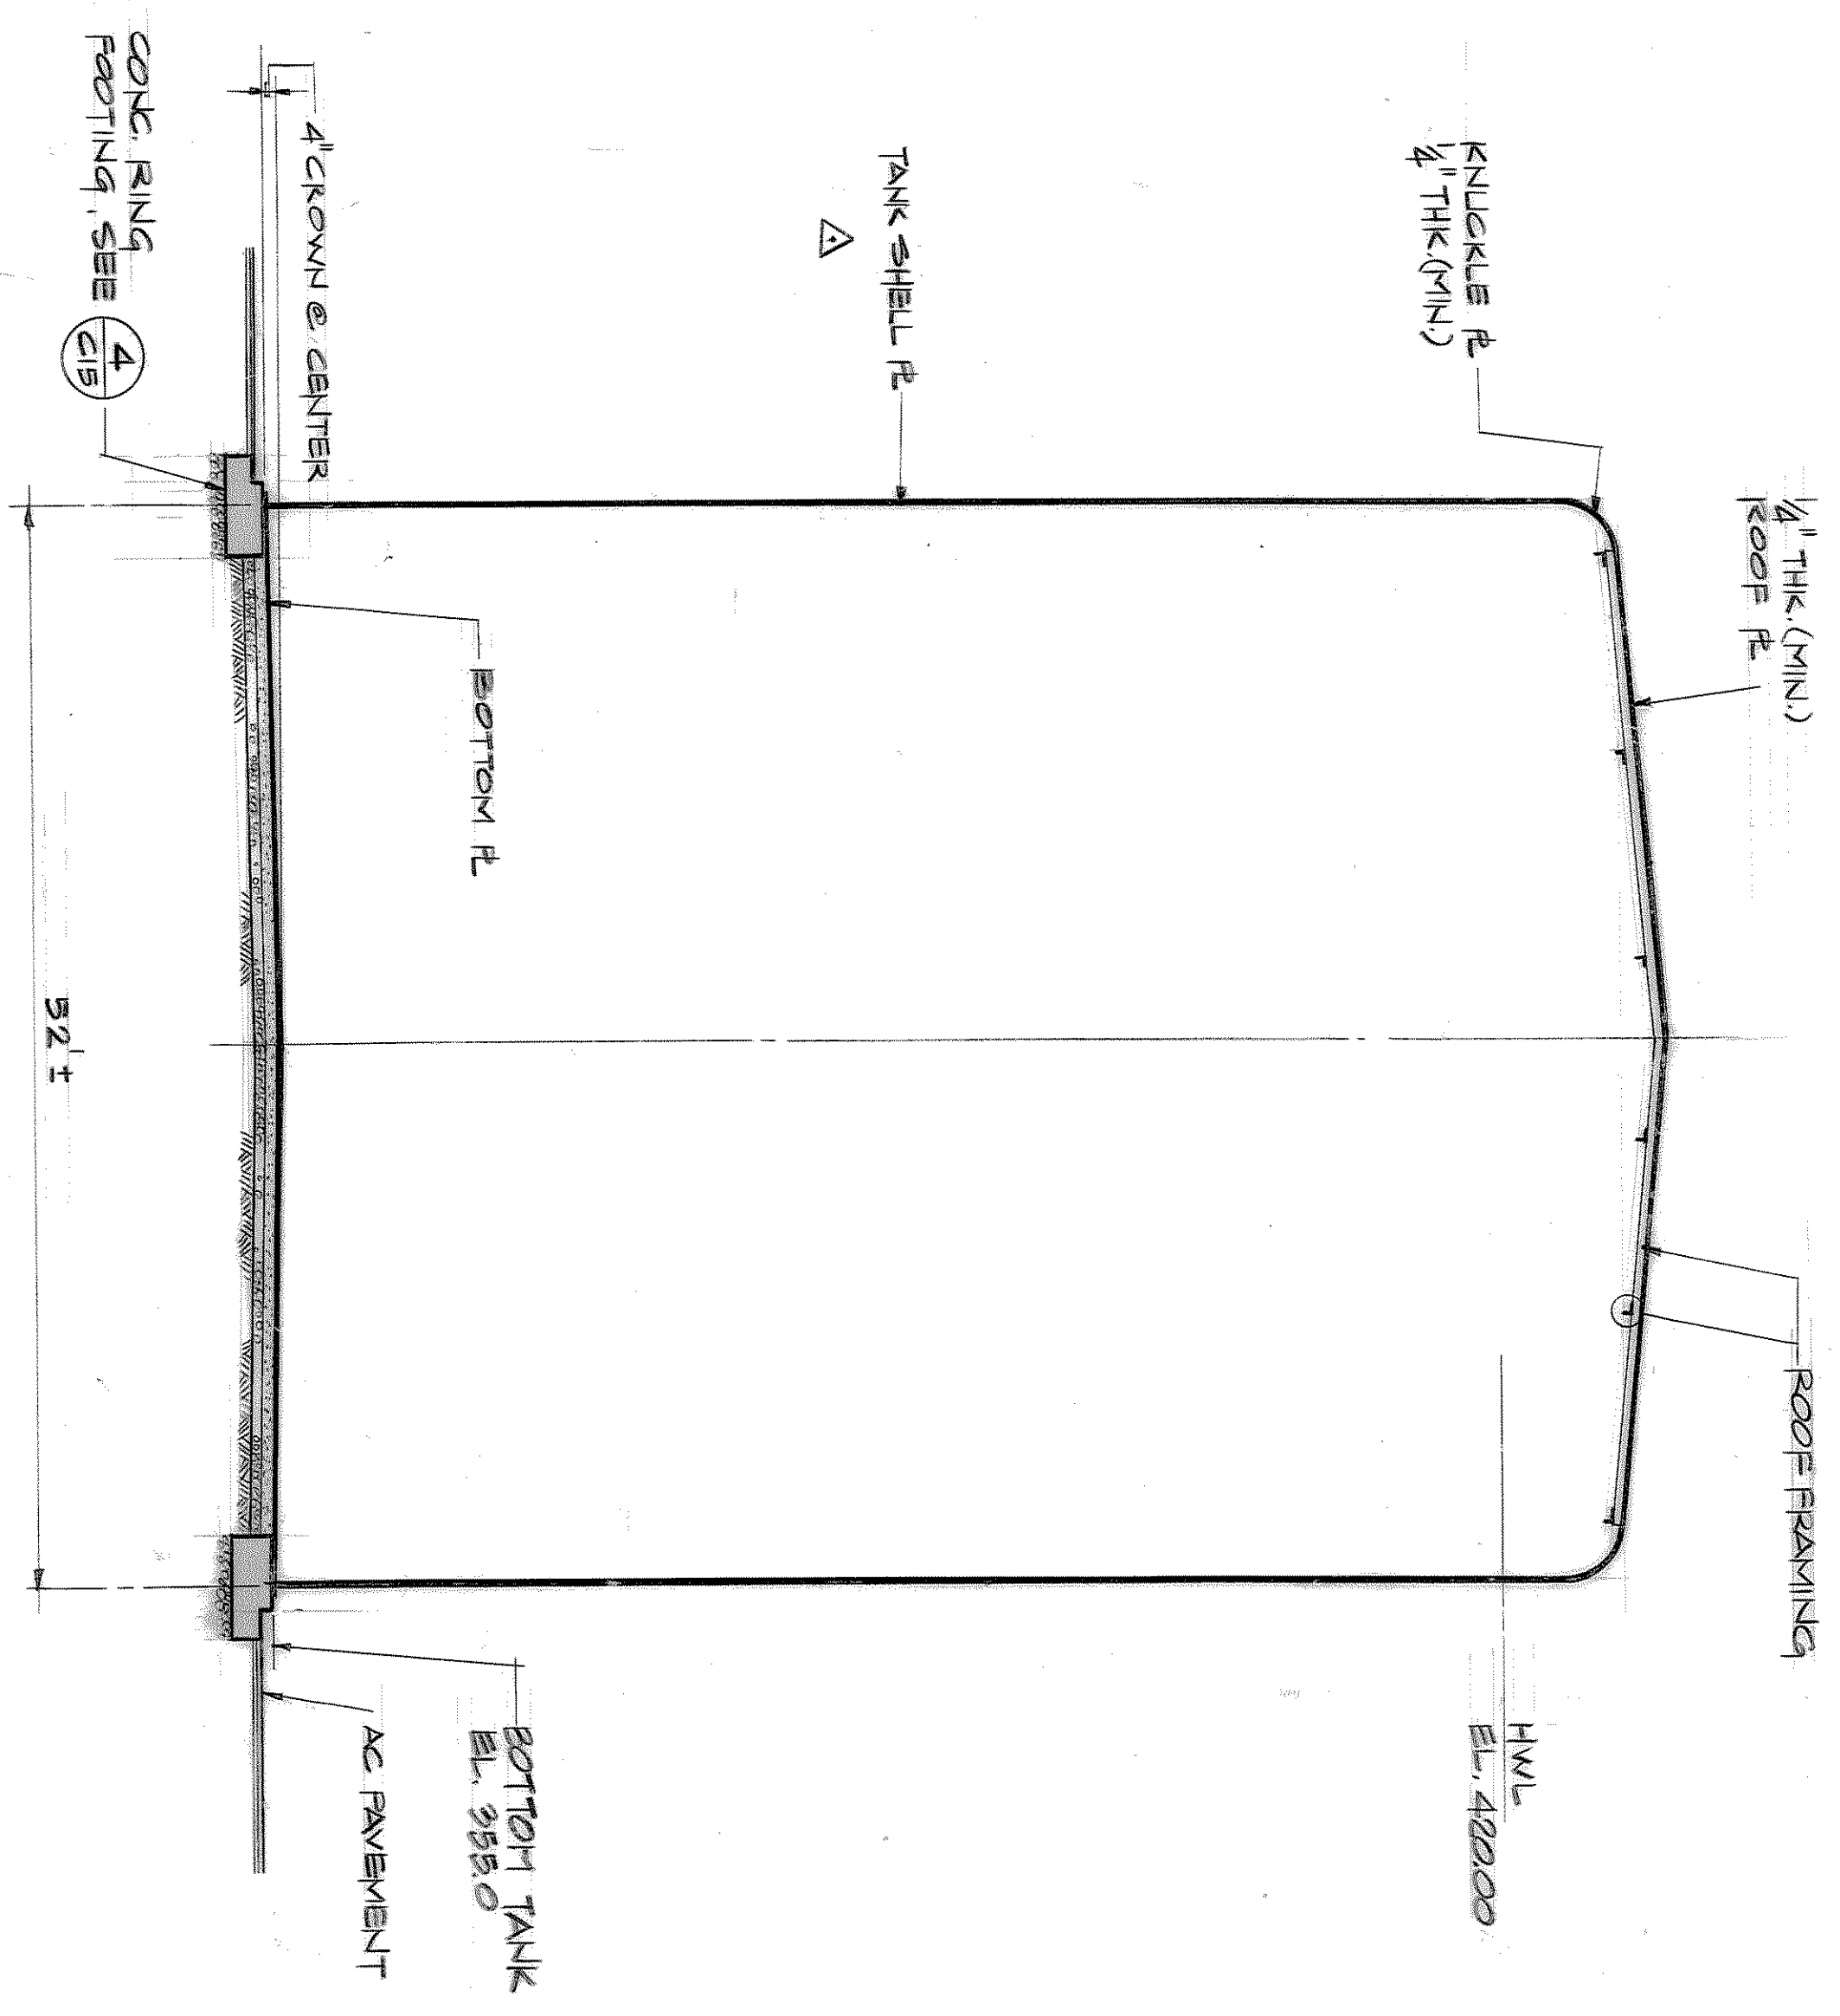 1/4" THK. (MIN.)
ROOF PL
ROOF FRAMING
KNUCKLE PL
1/4" THK. (MIN.)
HWL
EL. 420.00
TANK SHELL PL
BOTTOM PL
BOTTOM TANK
EL. 355.0
4" CROWN @ CENTER
AC PAVEMENT
CONC. RING
FOOTING, SEE
4
C15
52'±